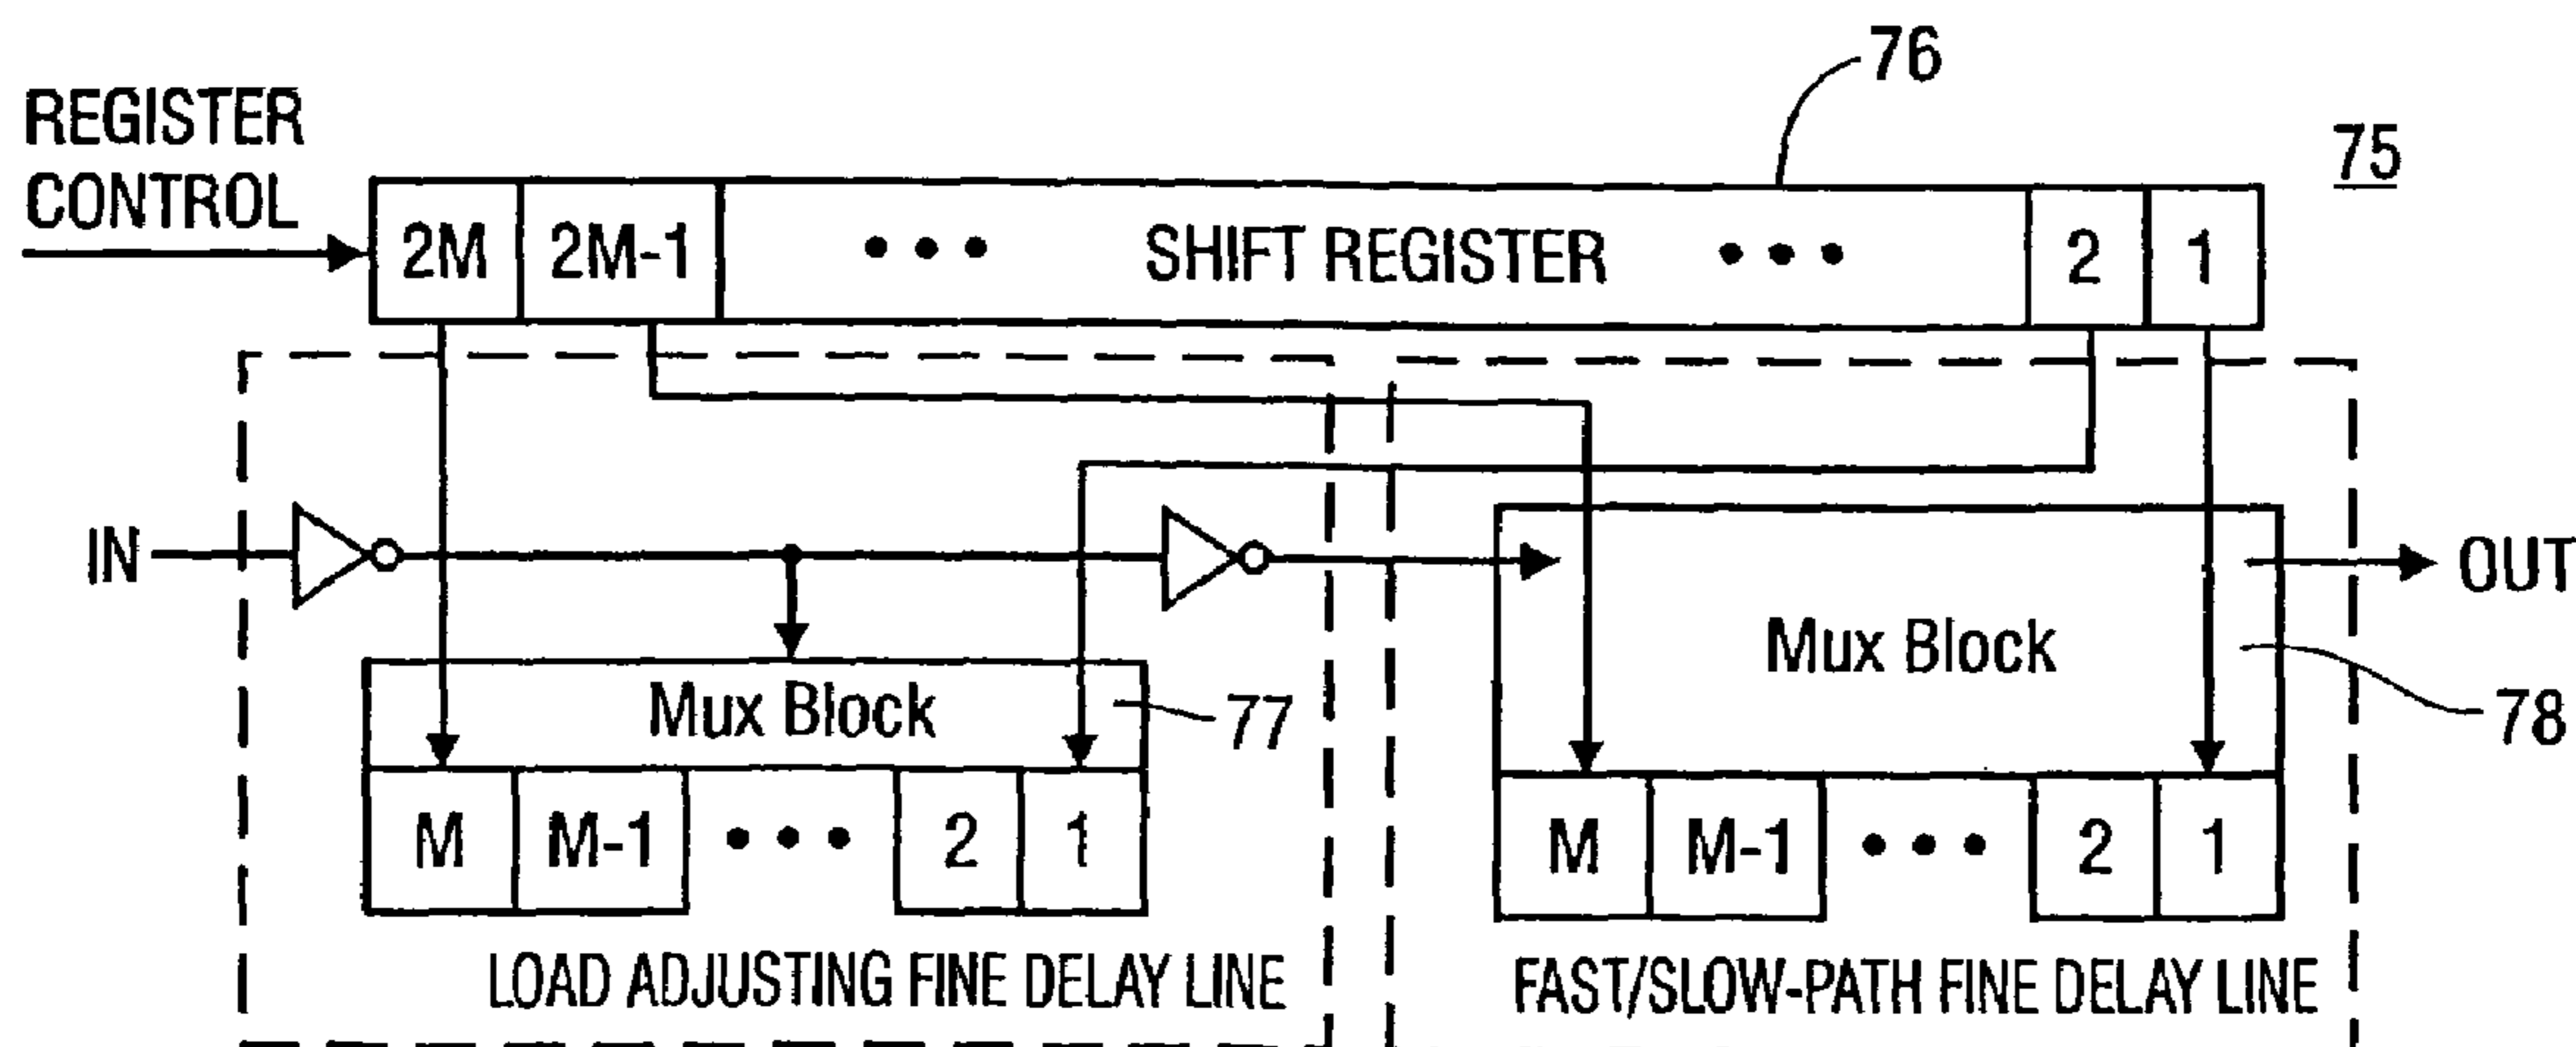 76
REGISTER
CONTROL
75
2M 2M-1 • • • SHIFT REGISTER • • • 2 1
IN
OUT
Mux Block
Mux Block
77
78
M M-1 • • • 2 1
M M-1 • • • 2 1
LOAD ADJUSTING FINE DELAY LINE
FAST/SLOW-PATH FINE DELAY LINE